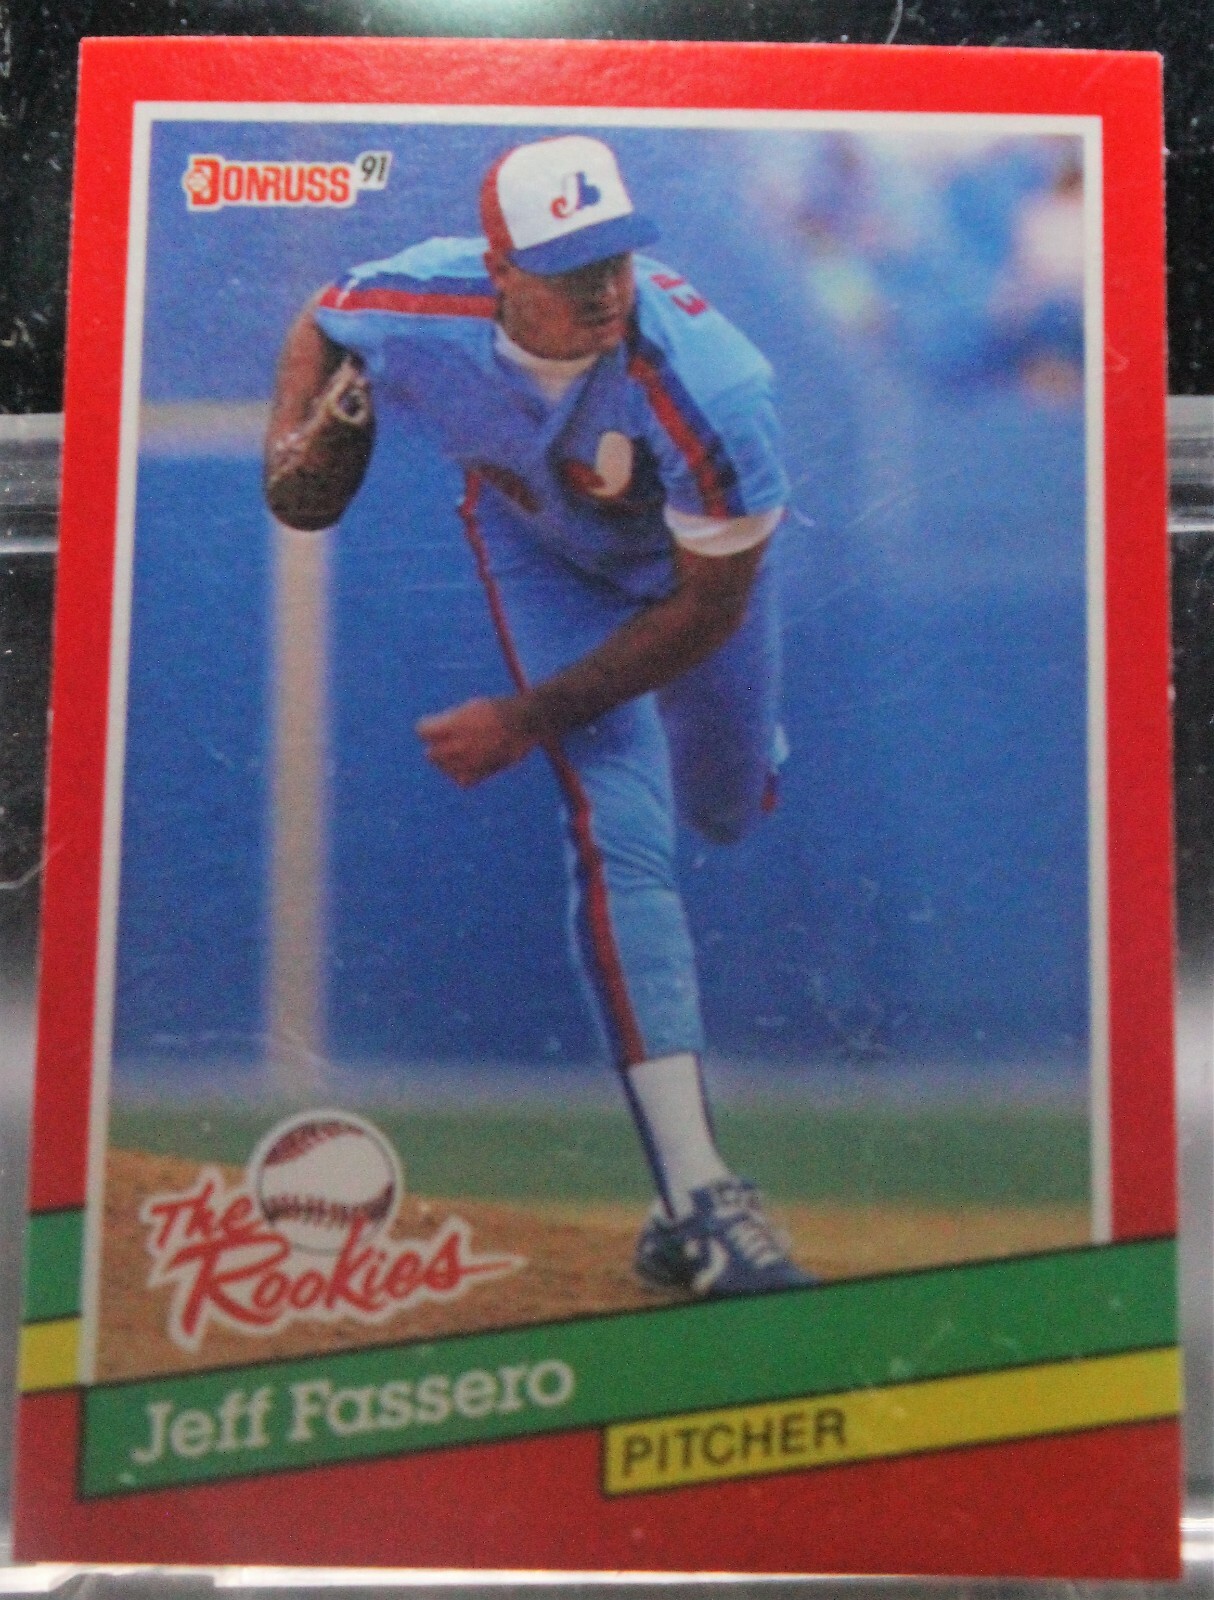 DONRUSS '91
The
Rookies
Jeff Fassero
PITCHER